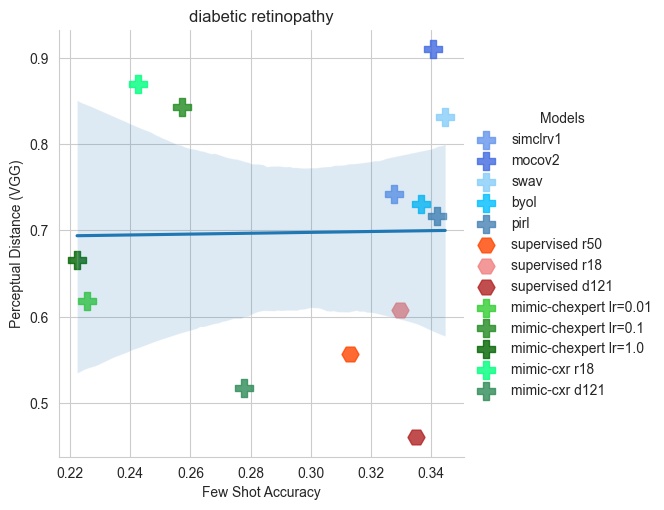 diabetic retinopathy
Perceptual Distance (VGG)
0.9
0.8
0.7
0.6
0.5
0.22 0.24 0.26 0.28 0.30 0.32 0.34
Few Shot Accuracy
Models
simclrv1
mocov2
swav
byol
pirl
supervised r50
supervised r18
supervised d121
mimic-chexpert lr=0.01
mimic-chexpert lr=0.1
mimic-chexpert lr=1.0
mimic-cxr r18
mimic-cxr d121